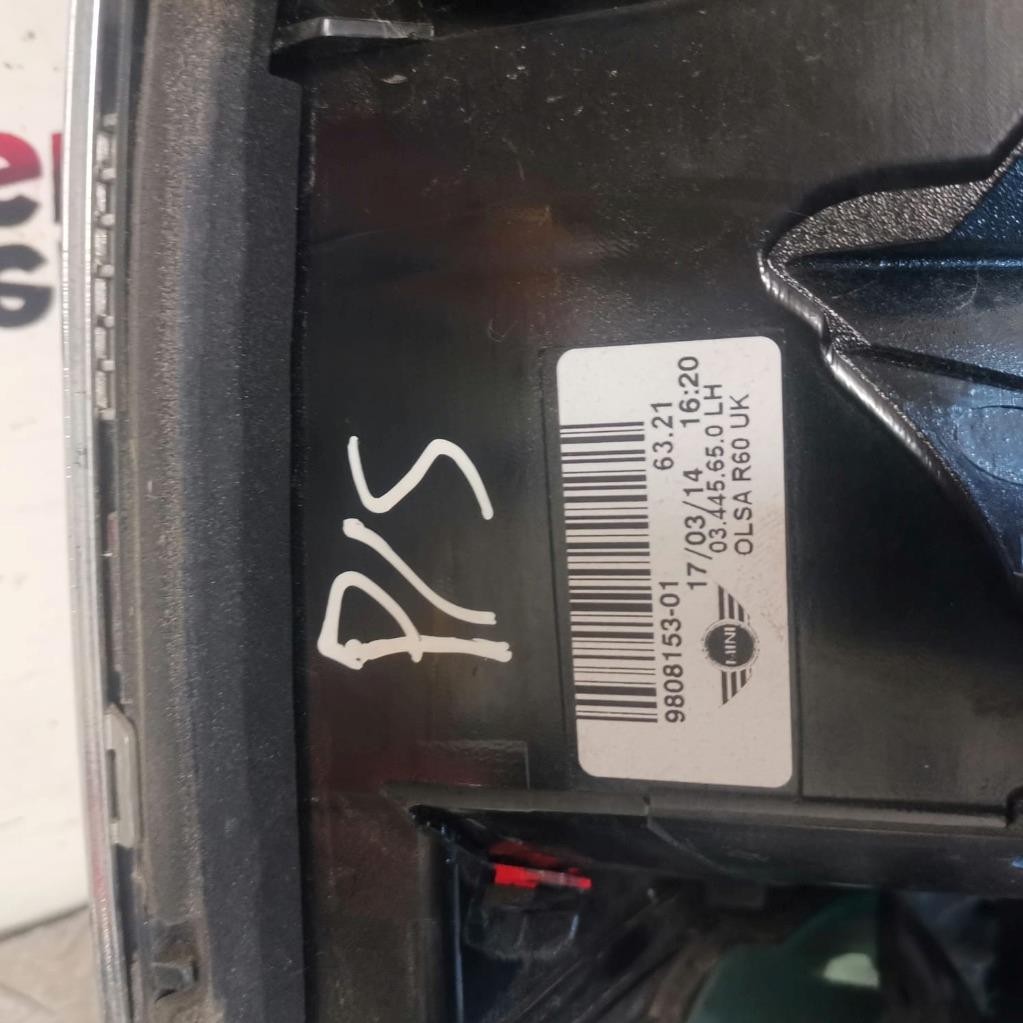 P/S
63.21
9808153-01
17/03/14 16:20
03.445.65.0 LH
OLSA R60 UK
MINI